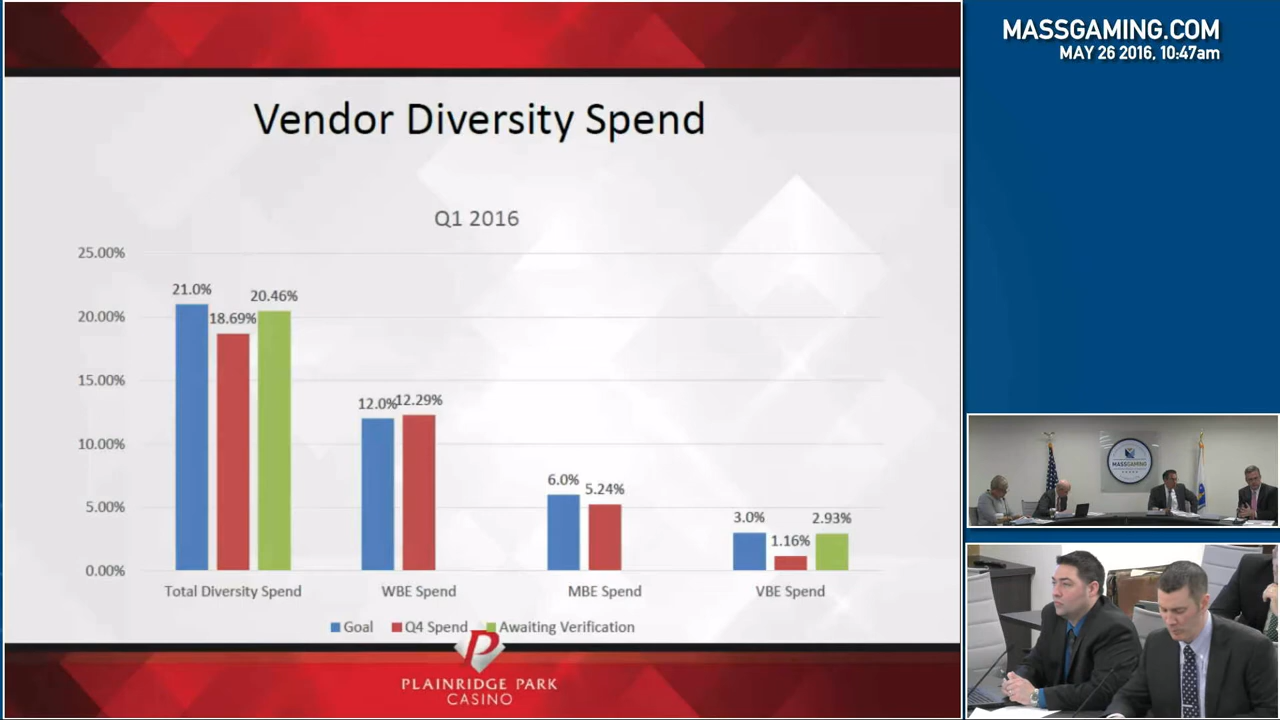 MASSGAMING.COM
MAY 26 2016, 10:47am
Vendor Diversity Spend
Q1 2016
25.00%
20.00%
15.00%
10.00%
5.00%
0.00%
21.0%
18.69%
20.46%
12.0%
12.29%
6.0%
5.24%
3.0%
1.16%
2.93%
Total Diversity Spend
WBE Spend
MBE Spend
VBE Spend
Goal
Q4 Spend
Awaiting Verification
P
PLAINRIDGE PARK
CASINO
MASSGAMING